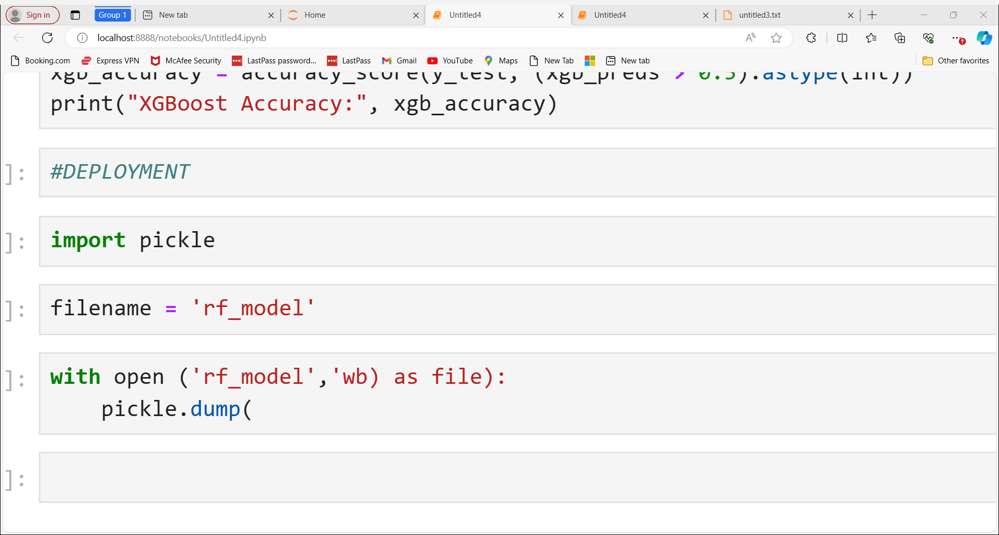 Sign in
Group 1
New tab
Home
Untitled4
Untitled4
untitled3.txt
localhost:8888/notebooks/Untitled4.ipynb
Booking.com
Express VPN
McAfee Security
LastPass password...
LastPass
Gmail
YouTube
Maps
New Tab
New tab
Other favorites
xgb_accuracy = accuracy_score(y_test, (xgb_preds > 0.5).astype(int))
print("XGBoost Accuracy:", xgb_accuracy)
]: #DEPLOYMENT
]: import pickle
]: filename = 'rf_model'
]: with open ('rf_model','wb) as file):
pickle.dump(
]: